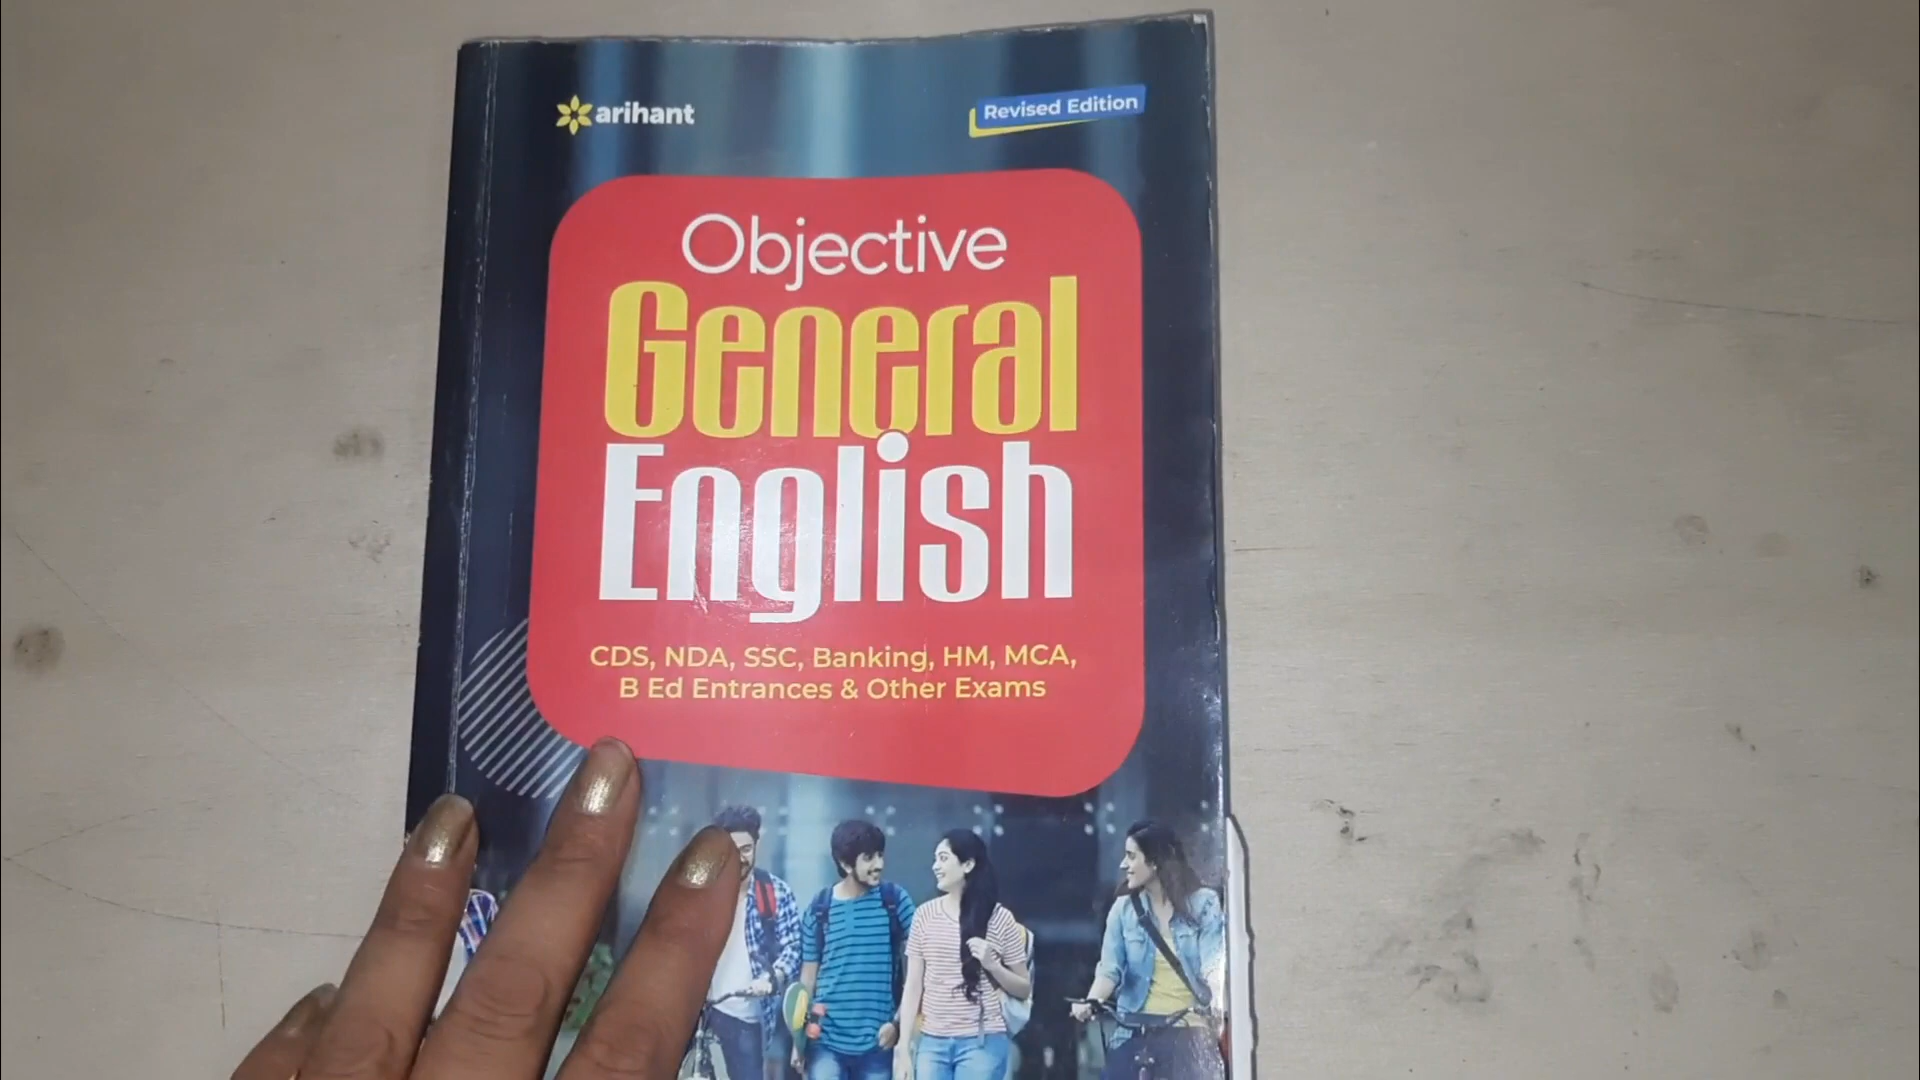 arihant
Revised Edition
Objective
General
English
CDS, NDA, SSC, Banking, HM, MCA,
B Ed Entrances & Other Exams